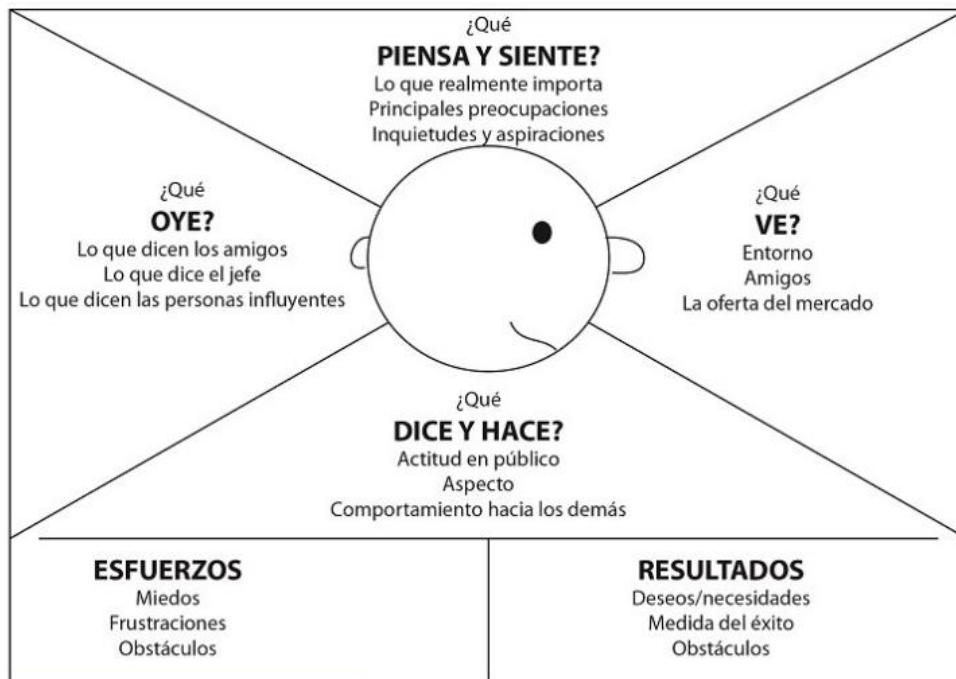 ¿Qué
PIENSA Y SIENTE?
Lo que realmente importa
Principales preocupaciones
Inquietudes y aspiraciones
¿Qué
OYE?
Lo que dicen los amigos
Lo que dice el jefe
Lo que dicen las personas influyentes
¿Qué
VE?
Entorno
Amigos
La oferta del mercado
¿Qué
DICE Y HACE?
Actitud en público
Aspecto
Comportamiento hacia los demás
ESFUERZOS
Miedos
Frustraciones
Obstáculos
RESULTADOS
Deseos/necesidades
Medida del éxito
Obstáculos